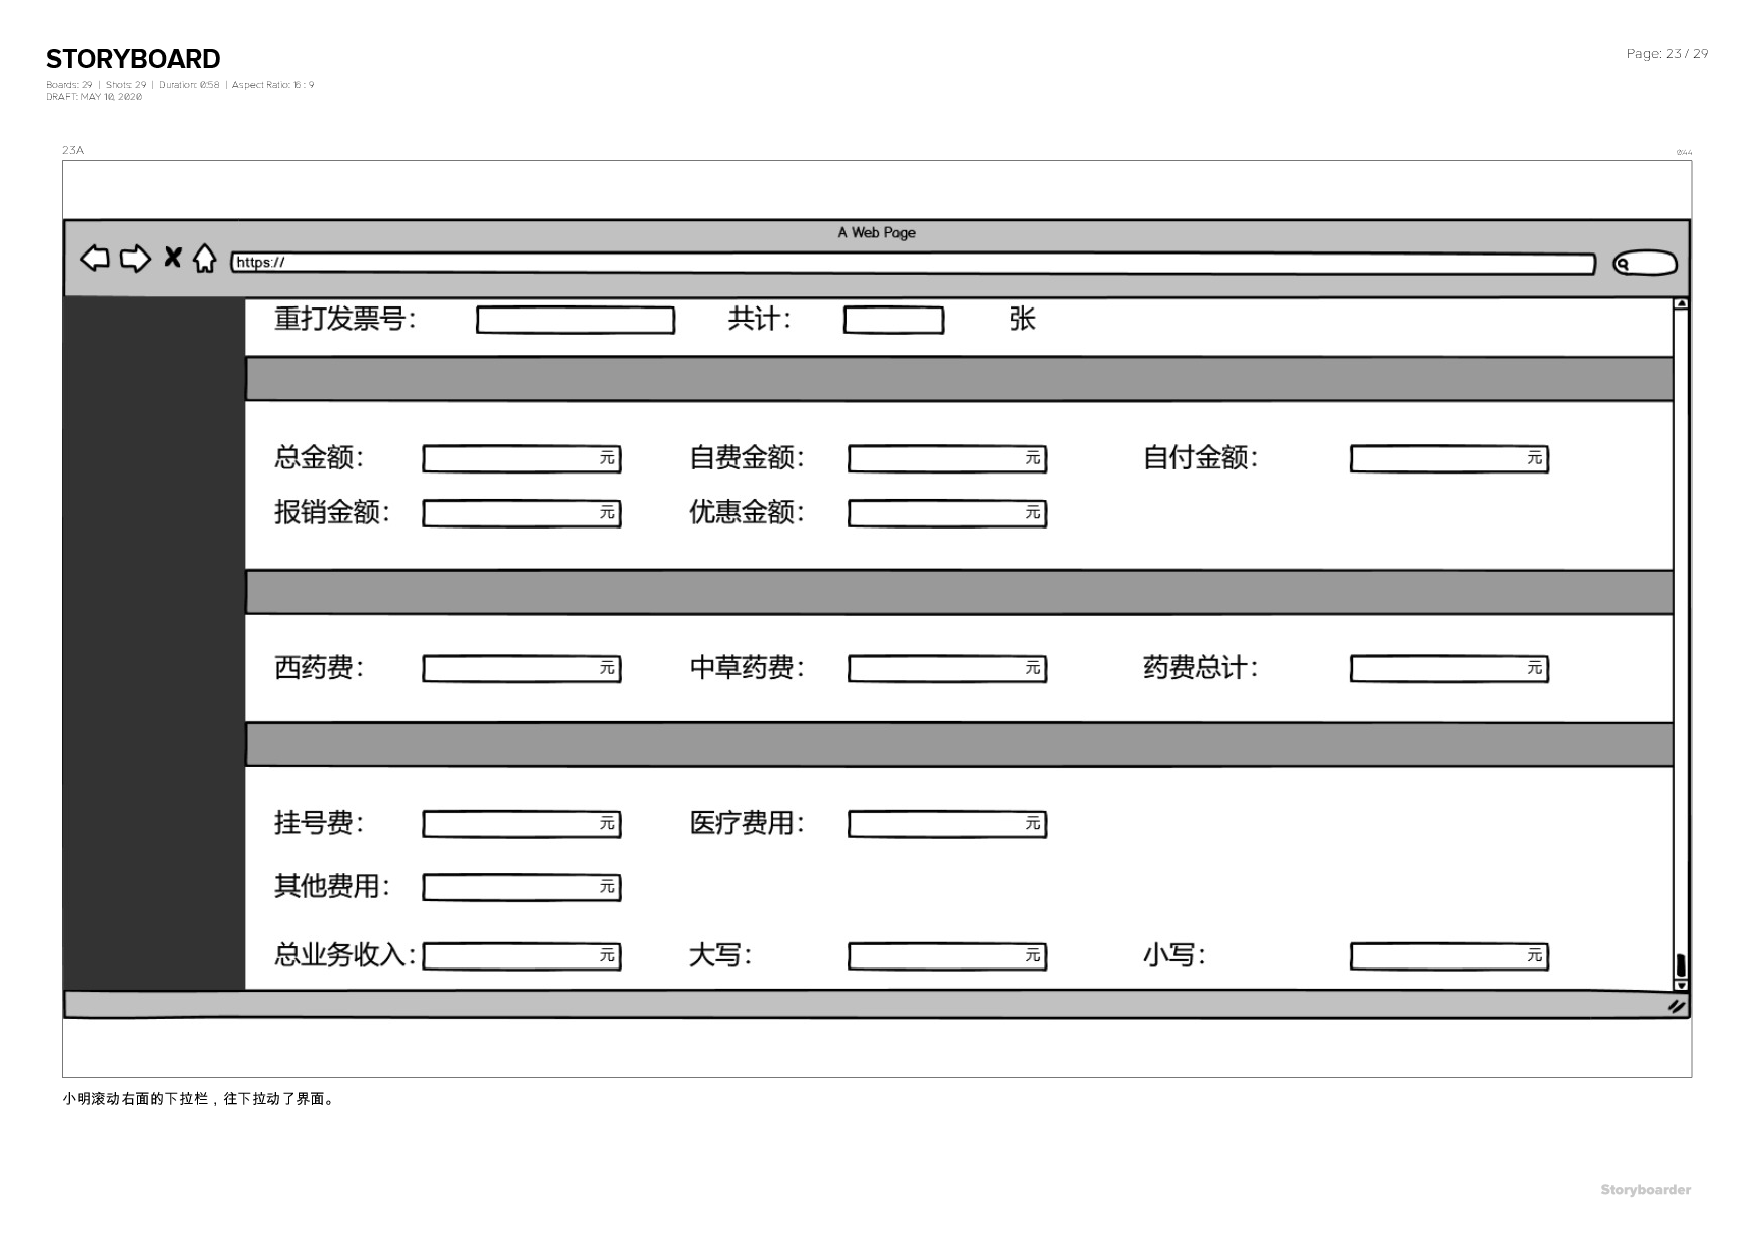 STORYBOARD
Page: 23 / 29
Boards: 29 | Shots: 29 | Duration: 0:58 | Aspect Ratio: 16 : 9
DRAFT: MAY 10, 2020
23A
0:44
A Web Page
https://
重打发票号： 共计： 张
总金额： 元 自费金额： 元 自付金额： 元
报销金额： 元 优惠金额： 元
西药费： 元 中草药费： 元 药费总计： 元
挂号费： 元 医疗费用： 元
其他费用： 元
总业务收入： 元 大写： 元 小写： 元
小明滚动右面的下拉栏，往下拉动了界面。
Storyboarder